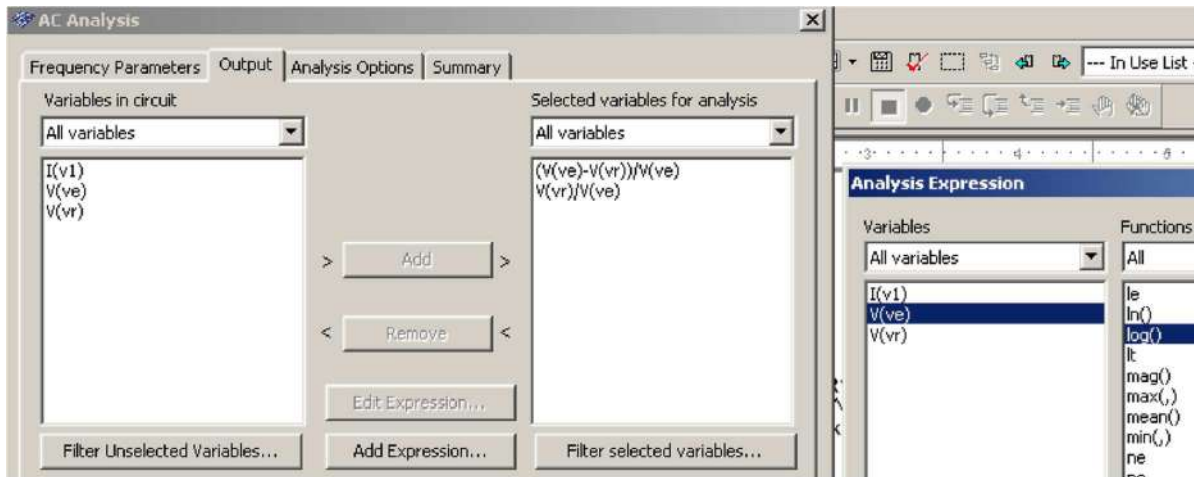 AC Analysis
Frequency Parameters Output Analysis Options Summary
Variables in circuit
All variables
I(v1)
V(ve)
V(vr)
> Add >
< Remove <
Edit Expression...
Filter Unselected Variables...
Add Expression...
Selected variables for analysis
All variables
(V(ve)-V(vr))/V(ve)
V(vr)/V(ve)
Filter selected variables...
--- In Use List
3 4
Analysis Expression
Variables
All variables
I(v1)
V(ve)
V(vr)
Functions
All
le
ln()
log()
lt
mag()
max(,)
mean()
min(,)
ne